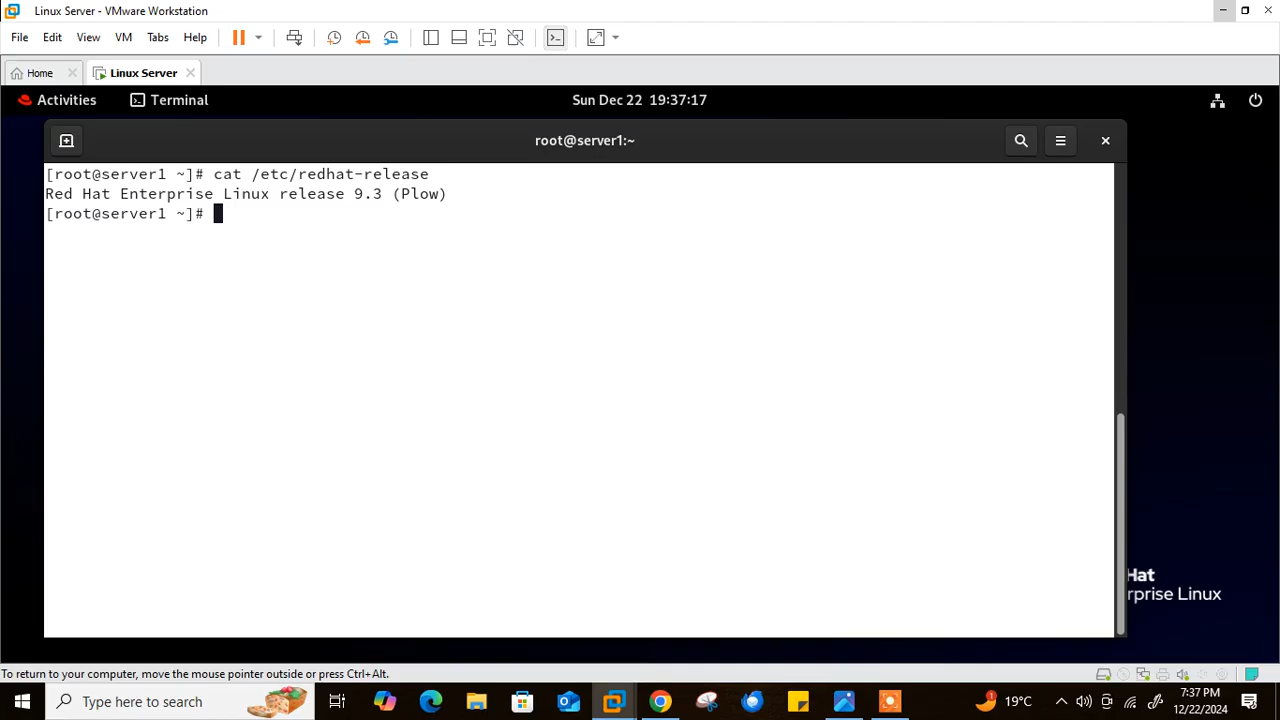 Linux Server - VMware Workstation
File Edit View VM Tabs Help
Home Linux Server
Activities Terminal Sun Dec 22 19:37:17
root@server1:~
[root@server1 ~]# cat /etc/redhat-release
Red Hat Enterprise Linux release 9.3 (Plow)
[root@server1 ~]#
Hat
rprise Linux
To return to your computer, move the mouse pointer outside or press Ctrl+Alt.
Type here to search
1
19°C
7:37 PM
12/22/2024